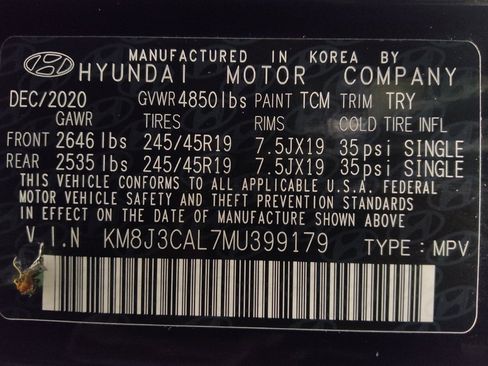 MANUFACTURED IN KOREA BY
HYUNDAI MOTOR COMPANY
DEC/2020 GVWR 4850 lbs PAINT TCM TRIM TRY
GAWR TIRES RIMS COLD TIRE INFL
FRONT 2646 lbs 245/45R19 7.5JX19 35psi SINGLE
REAR 2535 lbs 245/45R19 7.5JX19 35psi SINGLE
THIS VEHICLE CONFORMS TO ALL APPLICABLE U.S.A. FEDERAL
MOTOR VEHICLE SAFETY AND THEFT PREVENTION STANDARDS
IN EFFECT ON THE DATE OF MANUFACTURE SHOWN ABOVE.
V I.N KM8J3CAL7MU399179 TYPE: MPV